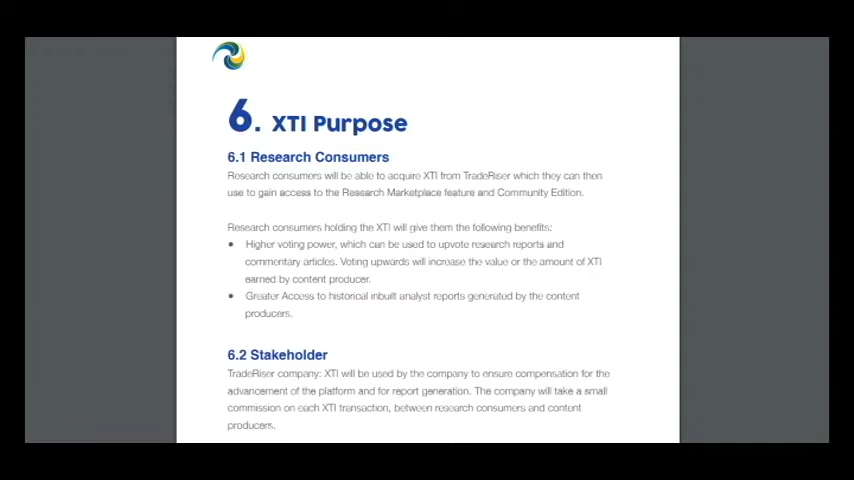 6. XTI Purpose
6.1 Research Consumers
Research consumers will be able to acquire XTI from TradeRiser which they can then
use to gain access to the Research Marketplace feature and Community Edition.
Research consumers holding the XTI will give them the following benefits:
● Higher voting power, which can be used to upvote research reports and
commentary articles. Voting upwards will increase the value or the amount of XTI
earned by content producer.
● Greater Access to historical inbuilt analyst reports generated by the content
producers.
6.2 Stakeholder
TradeRiser company: XTI will be used by the company to ensure compensation for the
advancement of the platform and for report generation. The company will take a small
commission on each XTI transaction, between research consumers and content
producers.